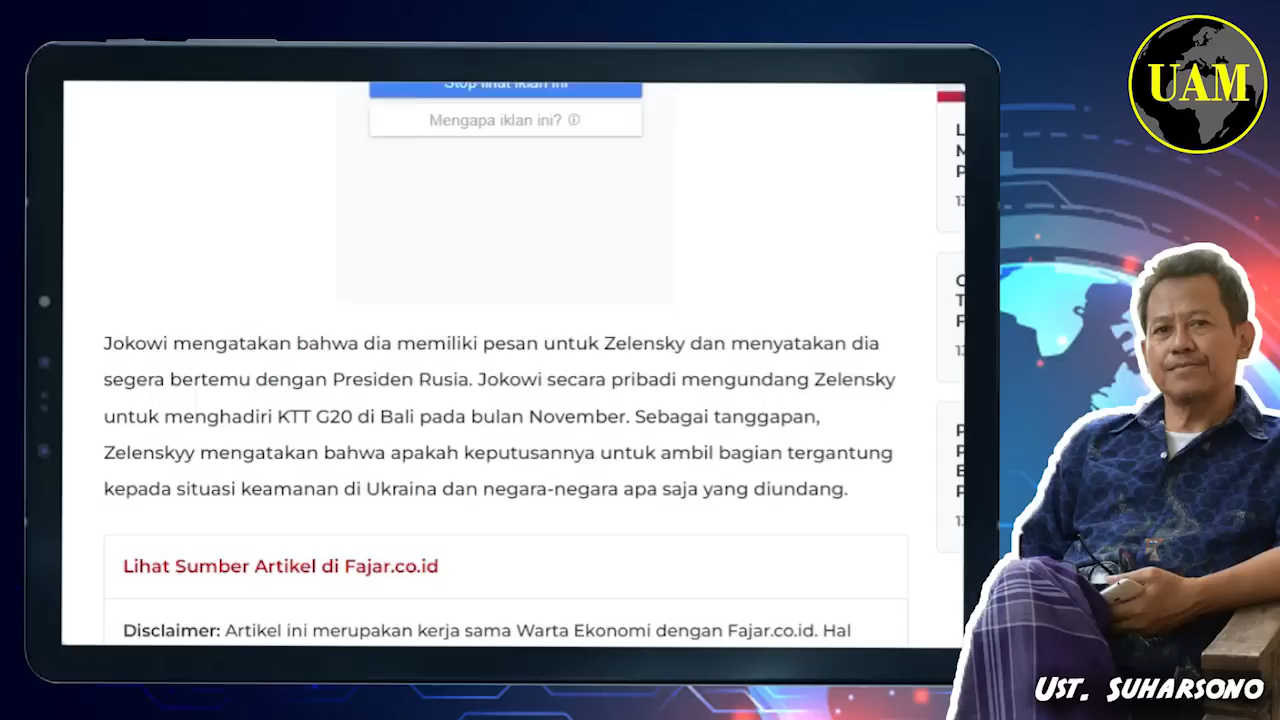 Stop lihat iklan ini
Mengapa iklan ini?
UAM
L
M
P
Jokowi mengatakan bahwa dia memiliki pesan untuk Zelensky dan menyatakan dia
segera bertemu dengan Presiden Rusia. Jokowi secara pribadi mengundang Zelensky
untuk menghadiri KTT G20 di Bali pada bulan November. Sebagai tanggapan,
Zelenskyy mengatakan bahwa apakah keputusannya untuk ambil bagian tergantung
kepada situasi keamanan di Ukraina dan negara-negara apa saja yang diundang.
T
F
P
P
E
P
Lihat Sumber Artikel di Fajar.co.id
Disclaimer: Artikel ini merupakan kerja sama Warta Ekonomi dengan Fajar.co.id. Hal
Ust. Suharsono